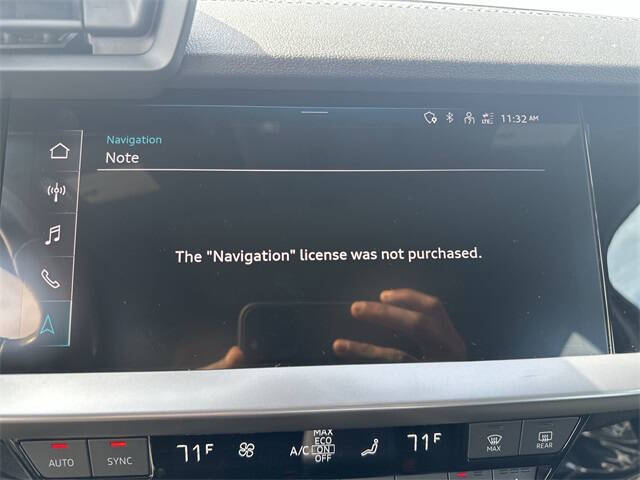 LTE
11:32 AM
Navigation
Note
The "Navigation" license was not purchased.
AUTO
SYNC
71F
A/C
MAX
ECO
ON
OFF
71F
MAX
REAR